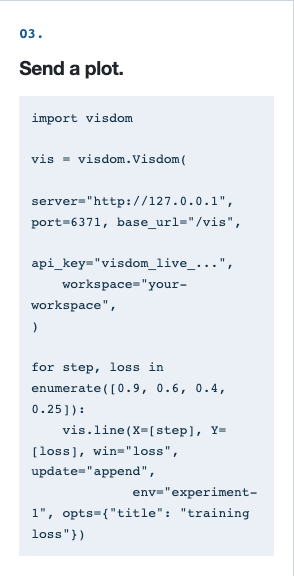 03.
Send a plot.
import visdom
vis = visdom.Visdom(
server="http://127.0.0.1",
port=6371, base_url="/vis",
api_key="visdom_live_...",
workspace="your-
workspace",
)
for step, loss in
enumerate([0.9, 0.6, 0.4,
0.25]):
vis.line(X=[step], Y=
[loss], win="loss",
update="append",
env="experiment-
1", opts={"title": "training
loss"})